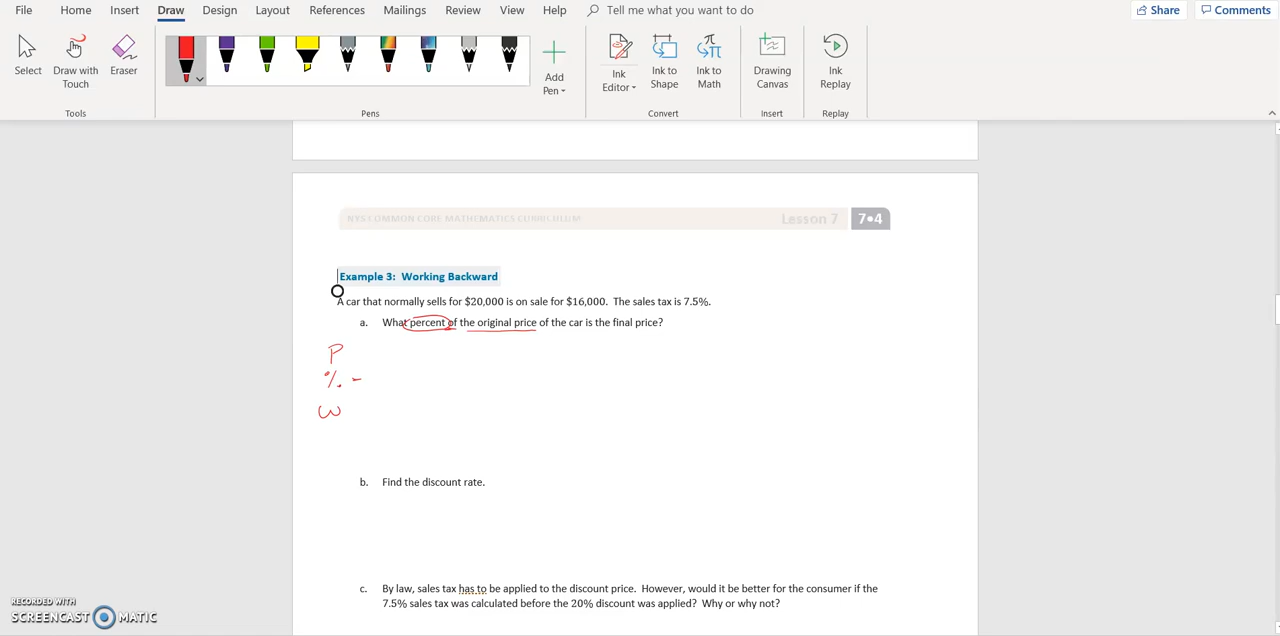 File Home Insert Draw Design Layout References Mailings Review View Help Tell me what you want to do Share Comments
Select Draw with Touch Eraser Add Pen Ink Editor Ink to Shape Ink to Math Drawing Canvas Ink Replay
Tools Pens Convert Insert Replay
NYS COMMON CORE MATHEMATICS CURRICULUM Lesson 7 7•4
Example 3: Working Backward
A car that normally sells for $20,000 is on sale for $16,000. The sales tax is 7.5%.
a. What percent of the original price of the car is the final price?
P
% -
W
b. Find the discount rate.
c. By law, sales tax has to be applied to the discount price. However, would it be better for the consumer if the
7.5% sales tax was calculated before the 20% discount was applied? Why or why not?
RECORDED WITH
SCREENCAST MATIC